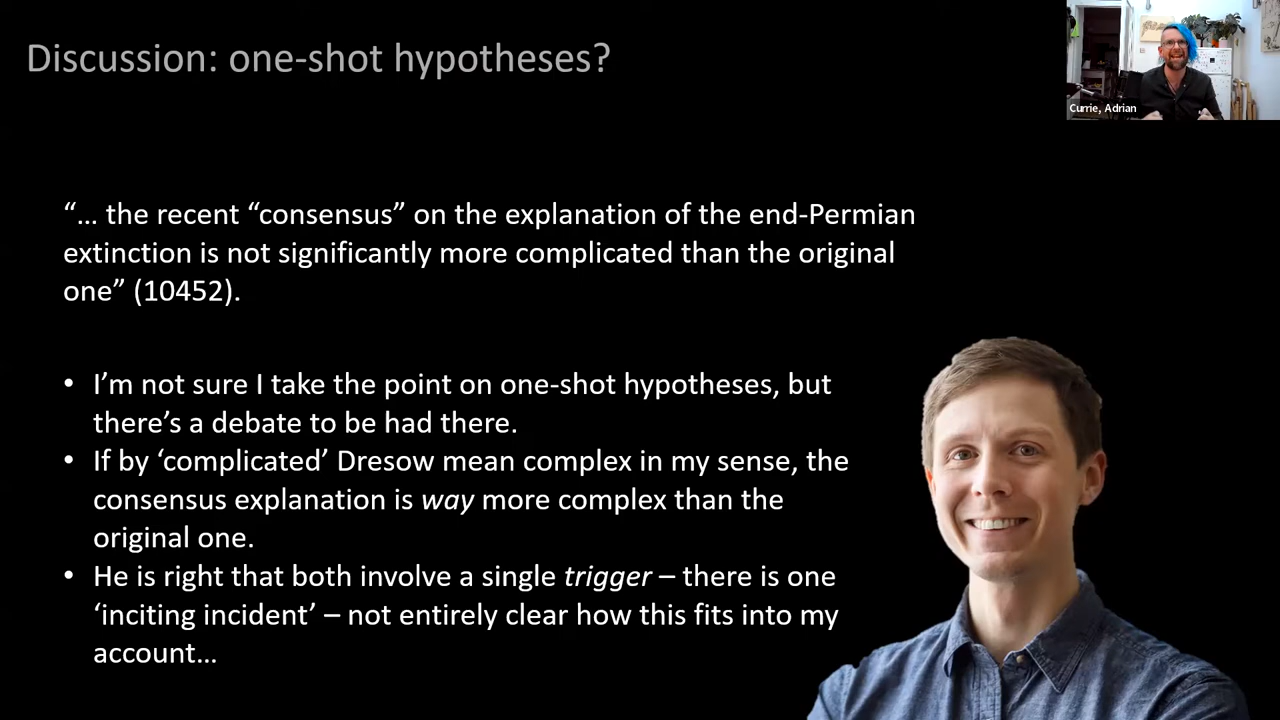 Discussion: one-shot hypotheses?
Currie, Adrian
“… the recent “consensus” on the explanation of the end-Permian
extinction is not significantly more complicated than the original
one” (10452).
• I’m not sure I take the point on one-shot hypotheses, but
there’s a debate to be had there.
• If by ‘complicated’ Dresow mean complex in my sense, the
consensus explanation is way more complex than the
original one.
• He is right that both involve a single trigger – there is one
‘inciting incident’ – not entirely clear how this fits into my
account…